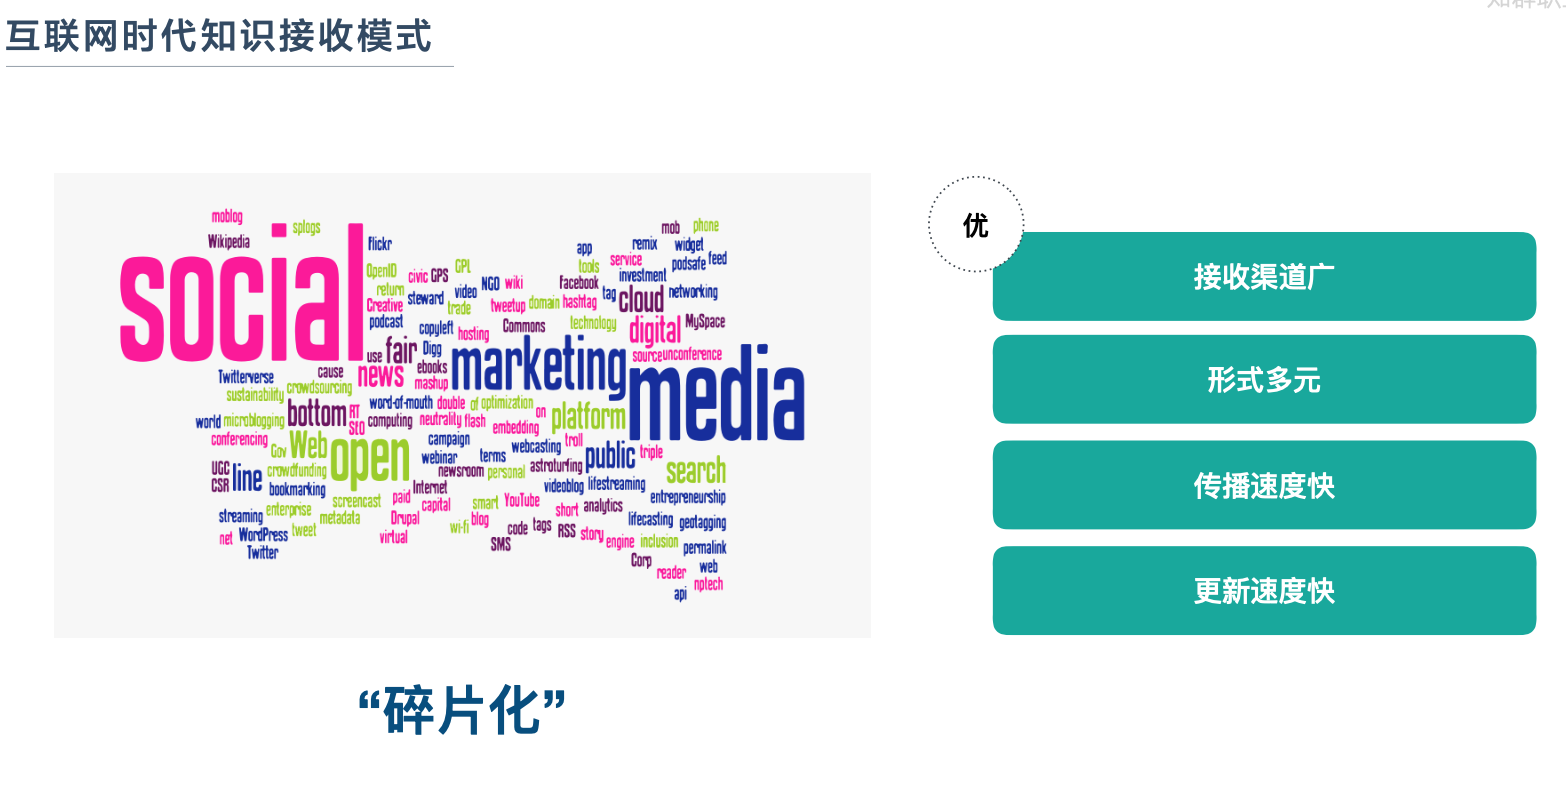 互联网时代知识接收模式
moblog
splogs
Wikipedia
social
flickr
mob
phone
app
remix
widget
OpenID
civic
GPS
GPL
tools
service
podsafe
feed
return
video
NGO
wiki
Facebook
investment
Creative
steward
trade
tweetup
domain
hashtag
tag
cloud
networking
podcast
copyleft
hosting
Commons
technology
digital
MySpace
use
fair
Digg
marketing
source
unconference
Twitterverse
cause
news
ebooks
mashup
media
sustainability
crowdsourcing
word-of-mouth
double
of
optimization
world
microblogging
bottom
RT
SEO
computing
neutrality
flash
embedding
on
platform
conferencing
Gov
Web
open
campaign
webinar
terms
webcasting
troll
public
triple
UGC
CSR
line
crowdfunding
newsroom
personal
astroturfing
search
bookmarking
Internet
videoblog
lifestreaming
entrepreneurship
screencast
paid
capital
smart
YouTube
short
analytics
streaming
enterprise
metadata
Drupal
wi-fi
blog
code
tags
RSS
story
lifecasting
geotagging
net
WordPress
tweet
virtual
SMS
engine
inclusion
permalink
Twitter
Corp
reader
web
api
nptech
“碎片化”
优
接收渠道广
形式多元
传播速度快
更新速度快